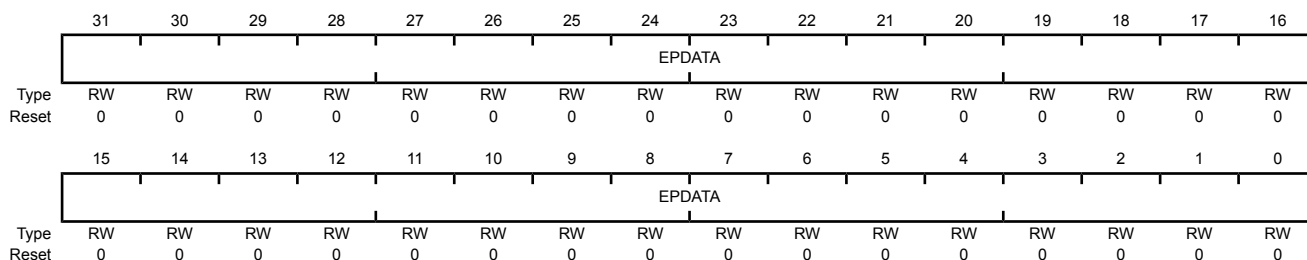 31 30 29 28 27 26 25 24 23 22 21 20 19 18 17 16
EPDATA
Type RW RW RW RW RW RW RW RW RW RW RW RW RW RW RW RW
Reset 0 0 0 0 0 0 0 0 0 0 0 0 0 0 0 0
15 14 13 12 11 10 9 8 7 6 5 4 3 2 1 0
EPDATA
Type RW RW RW RW RW RW RW RW RW RW RW RW RW RW RW RW
Reset 0 0 0 0 0 0 0 0 0 0 0 0 0 0 0 0